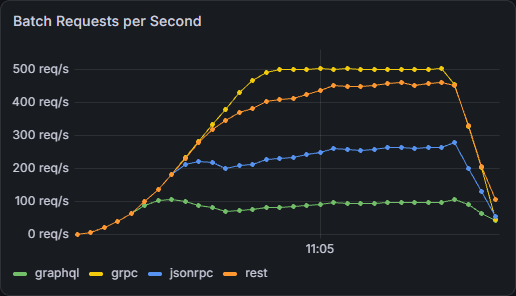 Batch Requests per Second
500 req/s
400 req/s
300 req/s
200 req/s
100 req/s
0 req/s
11:05
graphql grpc jsonrpc rest